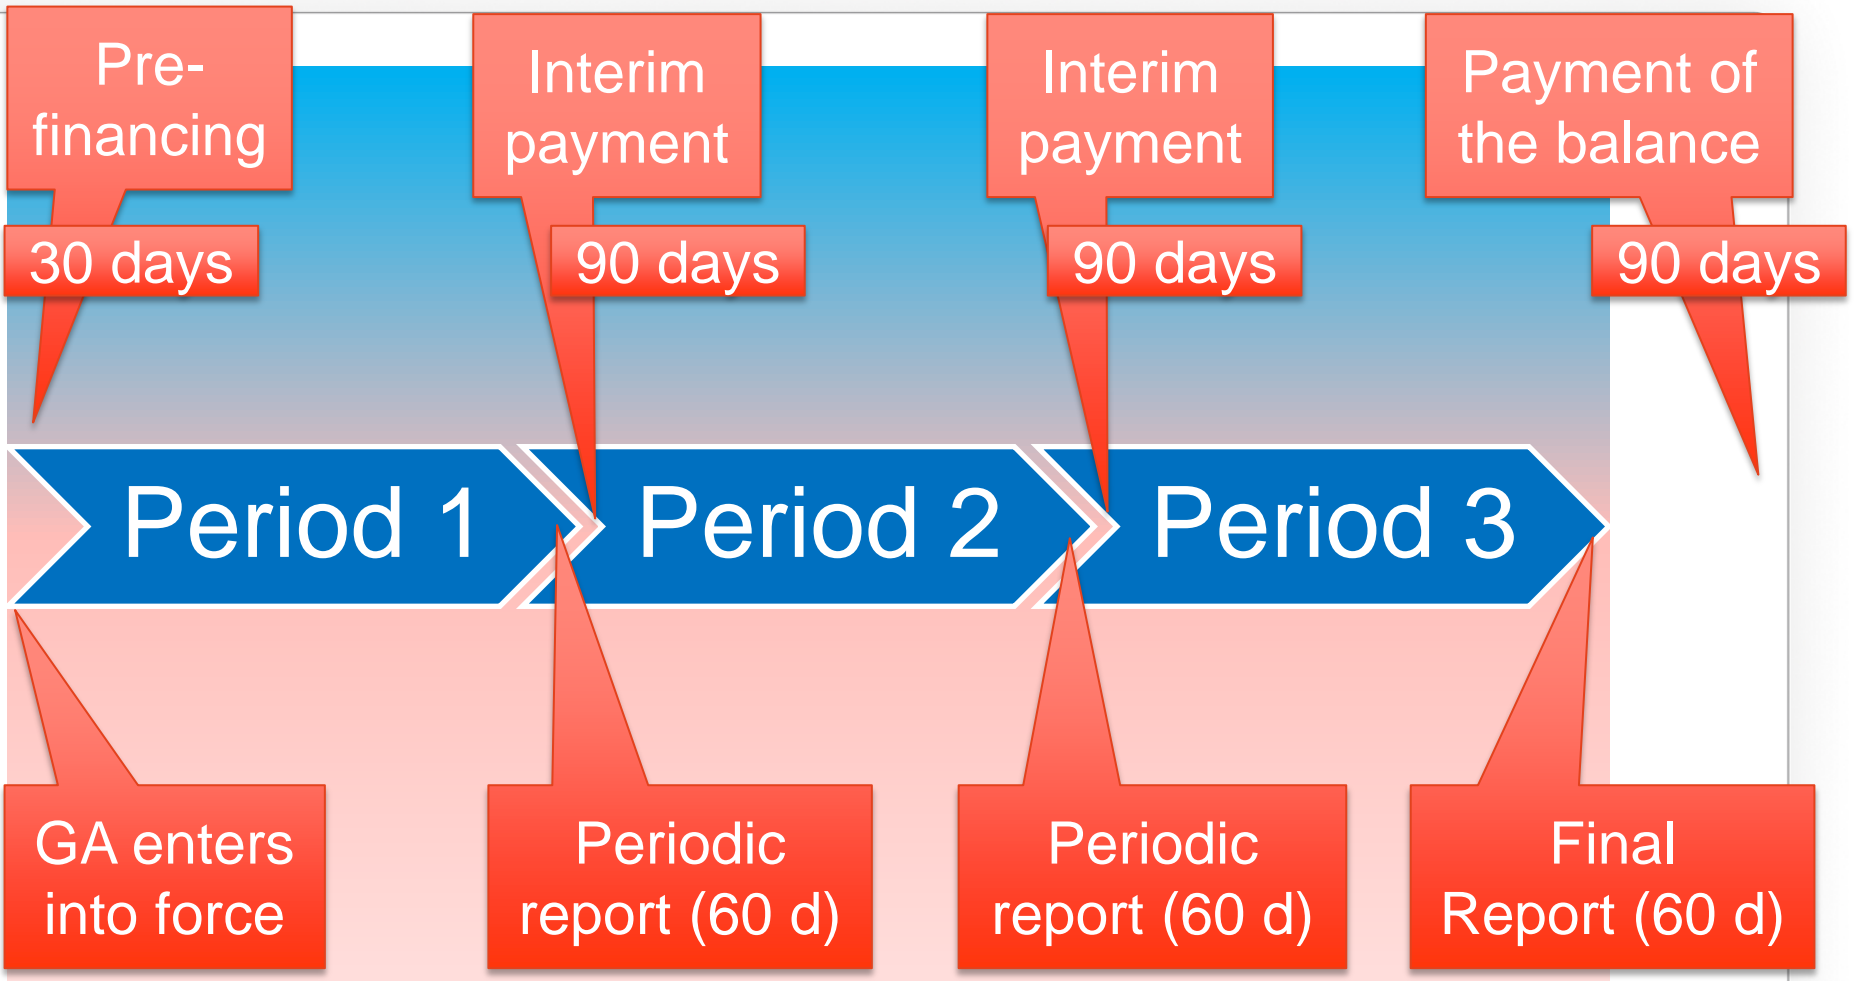 Pre-
financing
Interim
payment
Interim
payment
Payment of
the balance
30 days
90 days
90 days
90 days
Period 1
Period 2
Period 3
GA enters
into force
Periodic
report (60 d)
Periodic
report (60 d)
Final
Report (60 d)